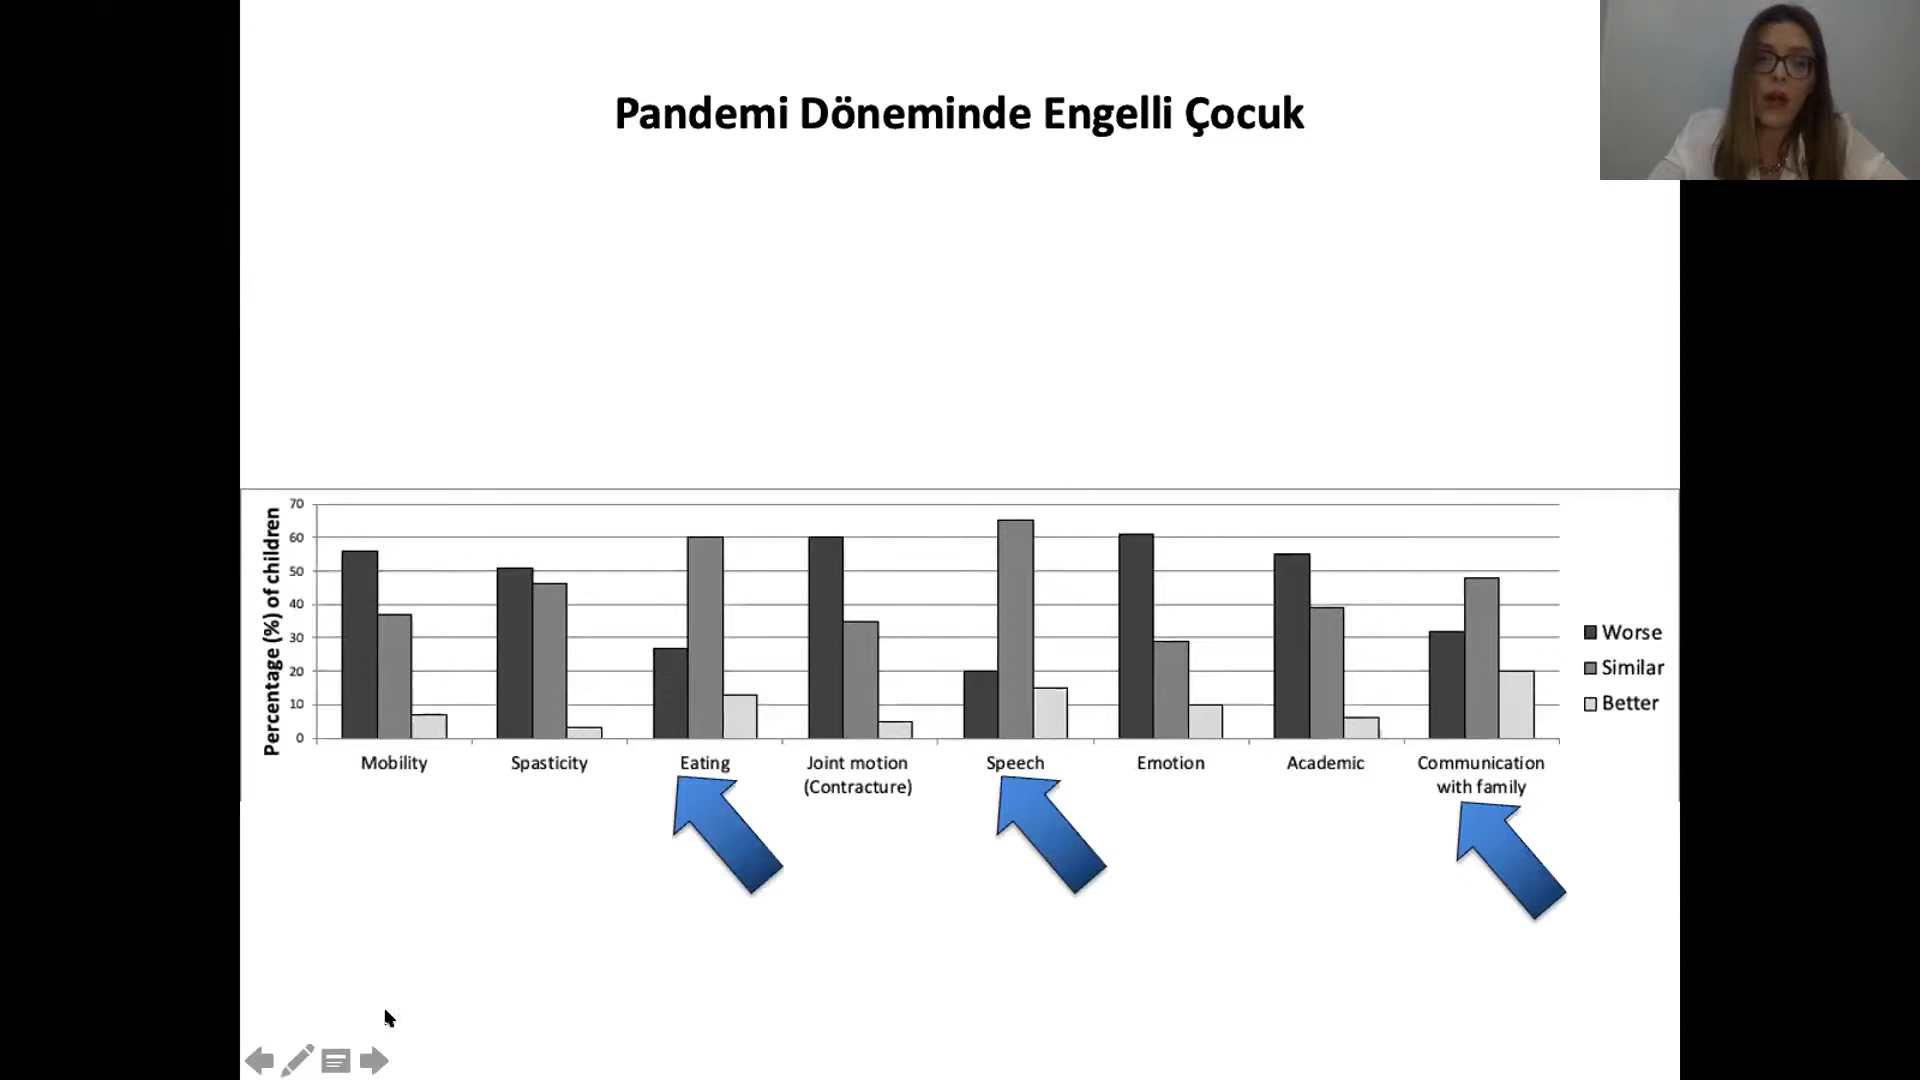 Pandemi Döneminde Engelli Çocuk
Percentage (%) of children
70
60
50
40
30
20
10
0
Mobility
Spasticity
Eating
Joint motion
(Contracture)
Speech
Emotion
Academic
Communication
with family
Worse
Similar
Better